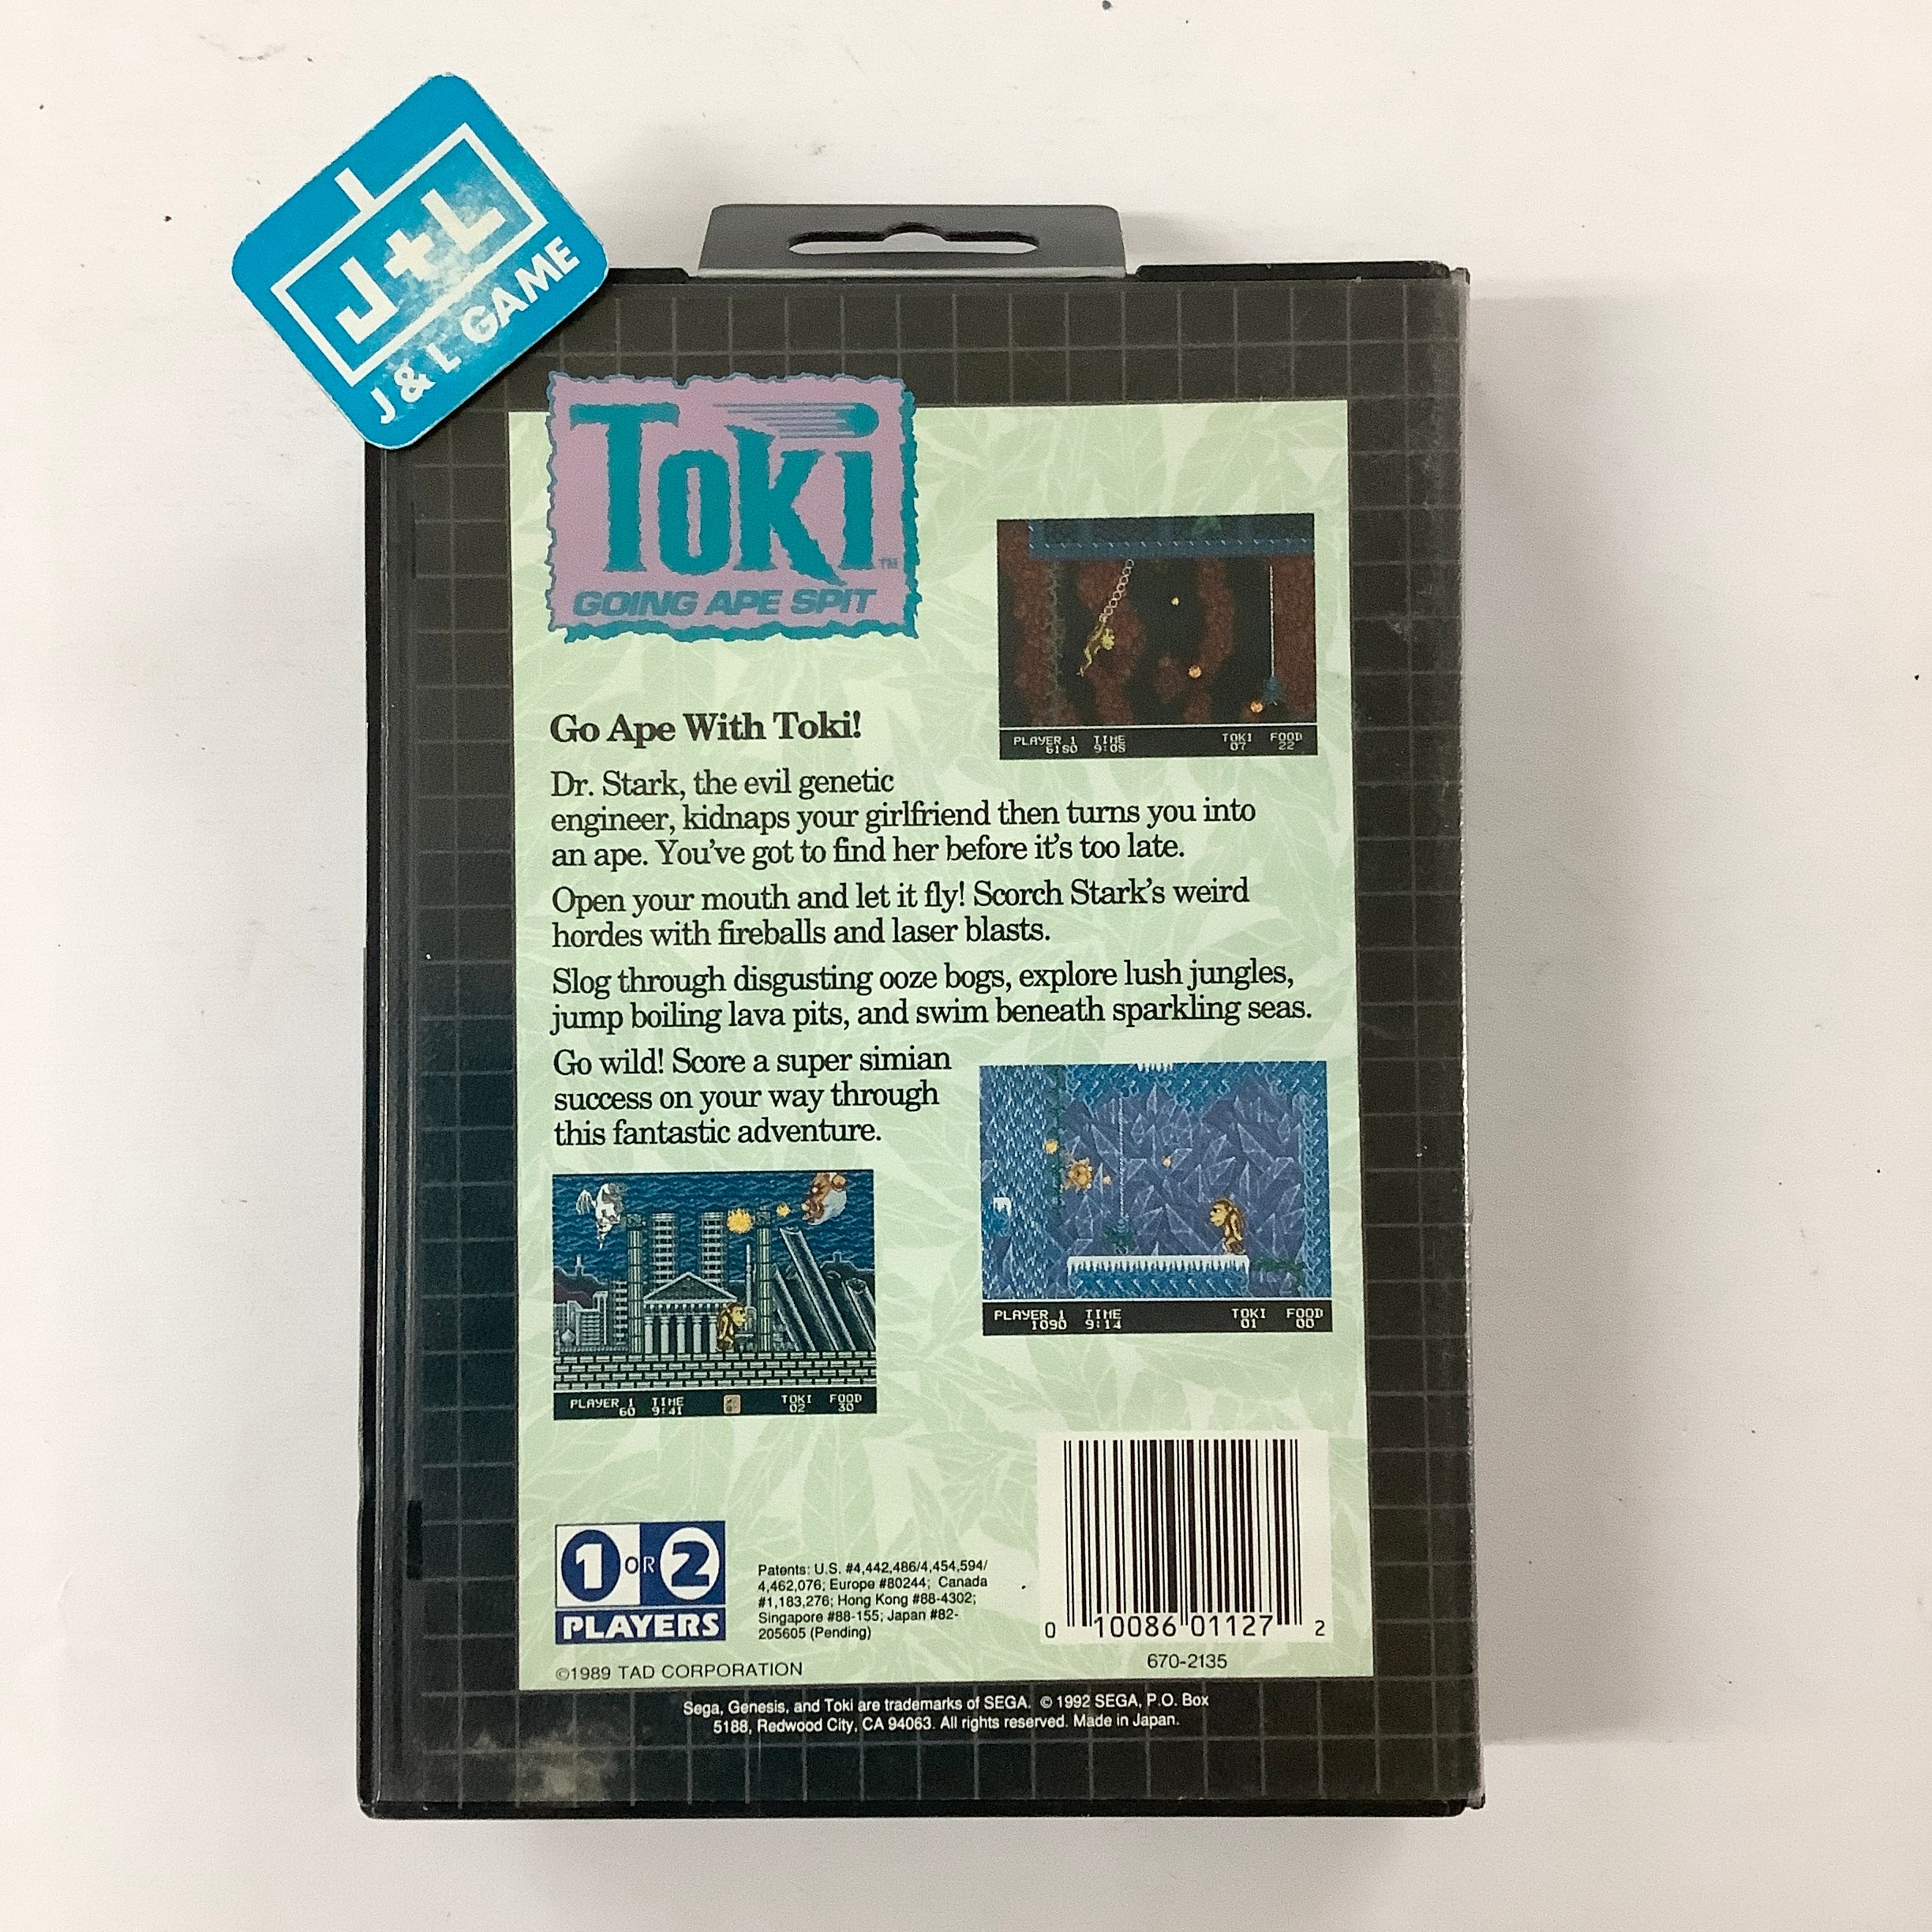 J+L
J & L GAME
TOKI
TM
GOING APE SPIT
PLAYER 1 TIME TOKI FOOD
6180 9:05 07 22
Go Ape With Toki!
Dr. Stark, the evil genetic
engineer, kidnaps your girlfriend then turns you into
an ape. You've got to find her before it's too late.
Open your mouth and let it fly! Scorch Stark's weird
hordes with fireballs and laser blasts.
Slog through disgusting ooze bogs, explore lush jungles,
jump boiling lava pits, and swim beneath sparkling seas.
Go wild! Score a super simian
success on your way through
this fantastic adventure.
PLAYER 1 TIME TOKI FOOD
1090 9:14 01 00
PLAYER 1 TIME TOKI FOOD
60 9:41 02 30
1 OR 2
PLAYERS
Patents: U.S. #4,442,486/4,454,594/
4,462,076; Europe #80244; Canada
#1,183,276; Hong Kong #88-4302;
Singapore #88-155; Japan #82-
205605 (Pending)
0 10086 01127 2
670-2135
©1989 TAD CORPORATION
Sega, Genesis, and Toki are trademarks of SEGA. © 1992 SEGA, P.O. Box
5188, Redwood City, CA 94063. All rights reserved. Made in Japan.